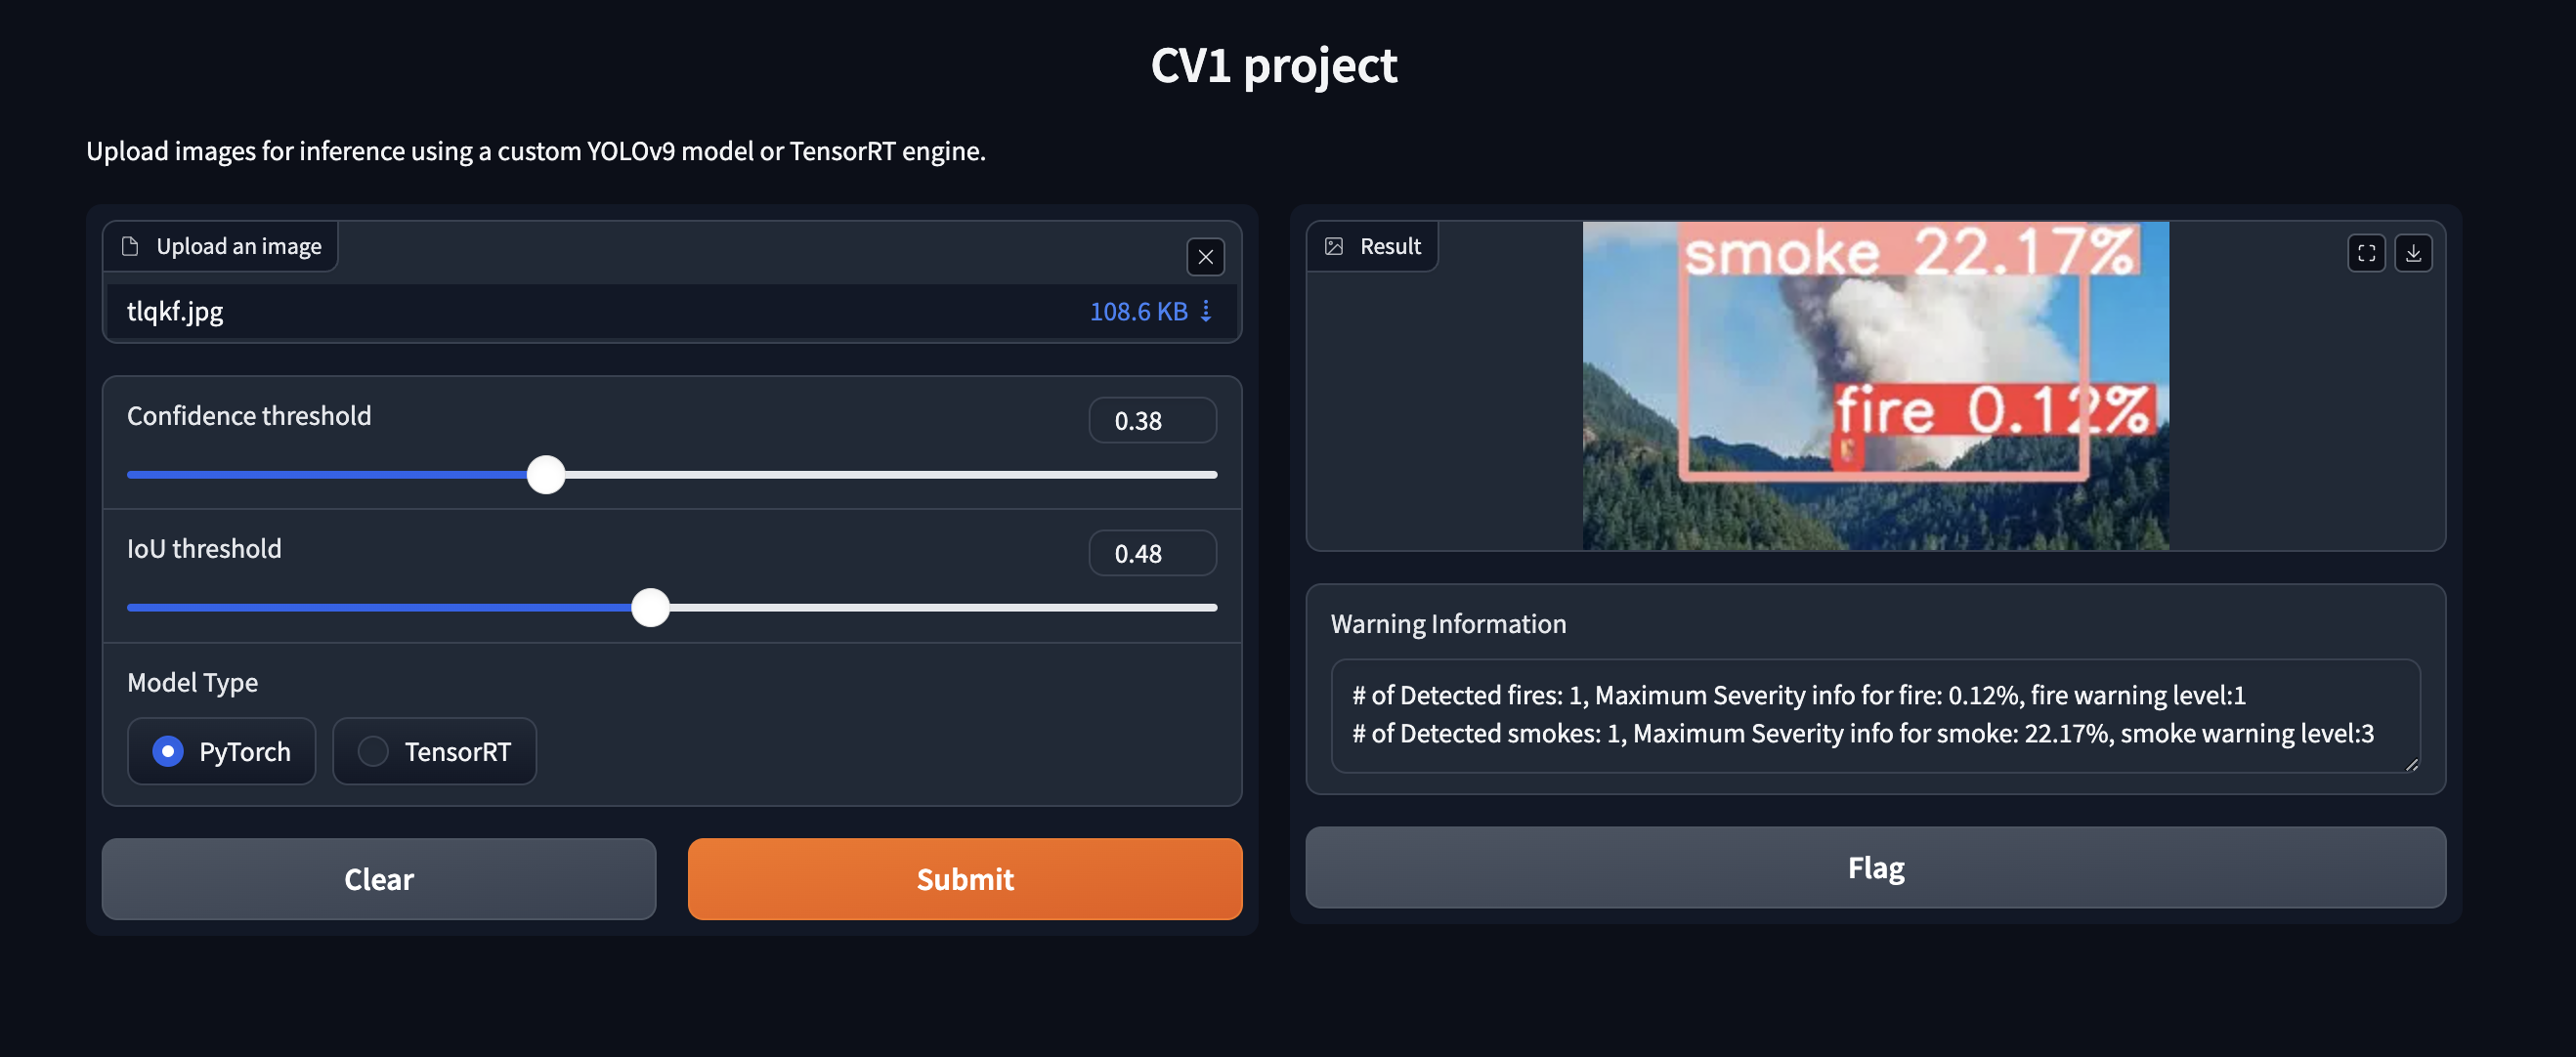 CV1 project
Upload images for inference using a custom YOLOv9 model or TensorRT engine.
Upload an image
tlqkf.jpg
108.6 KB
Confidence threshold
0.38
IoU threshold
0.48
Model Type
PyTorch
TensorRT
Clear
Submit
Result
smoke 22.17%
fire 0.12%
Warning Information
# of Detected fires: 1, Maximum Severity info for fire: 0.12%, fire warning level:1
# of Detected smokes: 1, Maximum Severity info for smoke: 22.17%, smoke warning level:3
Flag